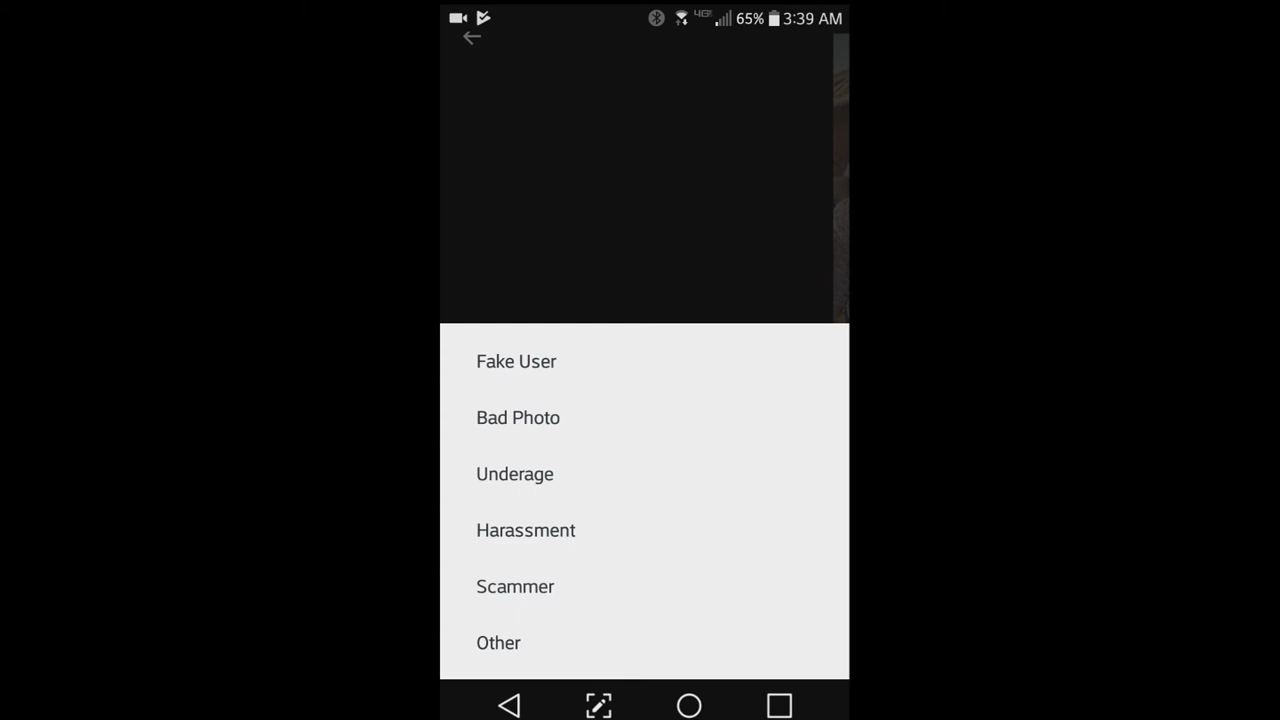 65% 3:39 AM
Fake User
Bad Photo
Underage
Harassment
Scammer
Other